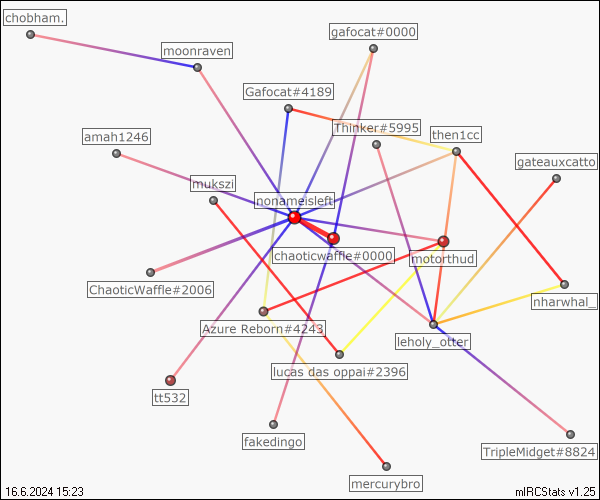 chobham.
gafocat#0000
moonraven
Gafocat#4189
Thinker#5995
then1cc
amah1246
gateauxcatto
mukszi
nonameisleft
chaoticwaffle#0000
motorthud
ChaoticWaffle#2006
nharwhal_
Azure Reborn#4243
leholy_otter
lucas das oppai#2396
tt532
fakedingo
TripleMidget#8824
mercurybro
16.6.2024 15:23
mIRCStats v1.25